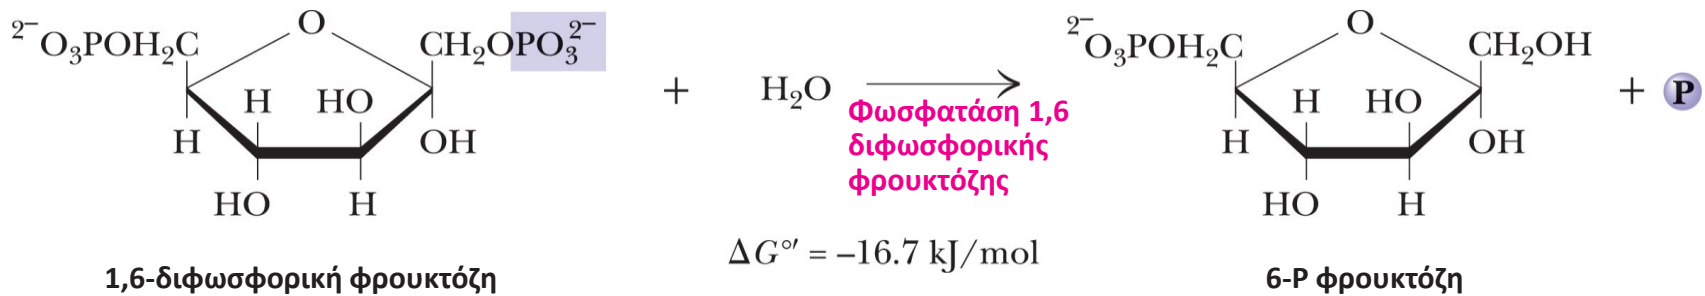 ²⁻O₃POH₂C O CH₂OPO₃²⁻
H HO
H OH
HO H
1,6-διφωσφορική φρουκτόζη
+ H₂O
Φωσφατάση 1,6
διφωσφορικής
φρουκτόζης
ΔG°′ = –16.7 kJ/mol
²⁻O₃POH₂C O CH₂OH
H HO
H OH
HO H
+ P
6-P φρουκτόζη